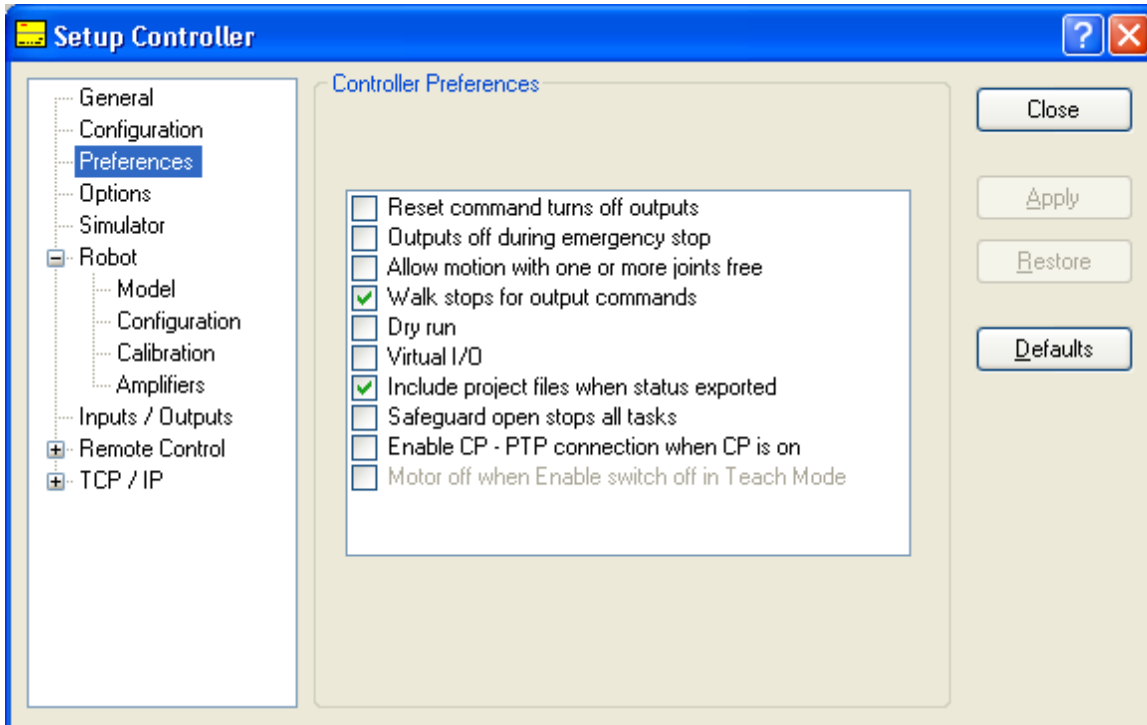 Setup Controller
General
Configuration
Preferences
Options
Simulator
Robot
Model
Configuration
Calibration
Amplifiers
Inputs / Outputs
Remote Control
TCP / IP
Controller Preferences
Reset command turns off outputs
Outputs off during emergency stop
Allow motion with one or more joints free
Walk stops for output commands
Dry run
Virtual I/O
Include project files when status exported
Safeguard open stops all tasks
Enable CP - PTP connection when CP is on
Motor off when Enable switch off in Teach Mode
Close
Apply
Restore
Defaults